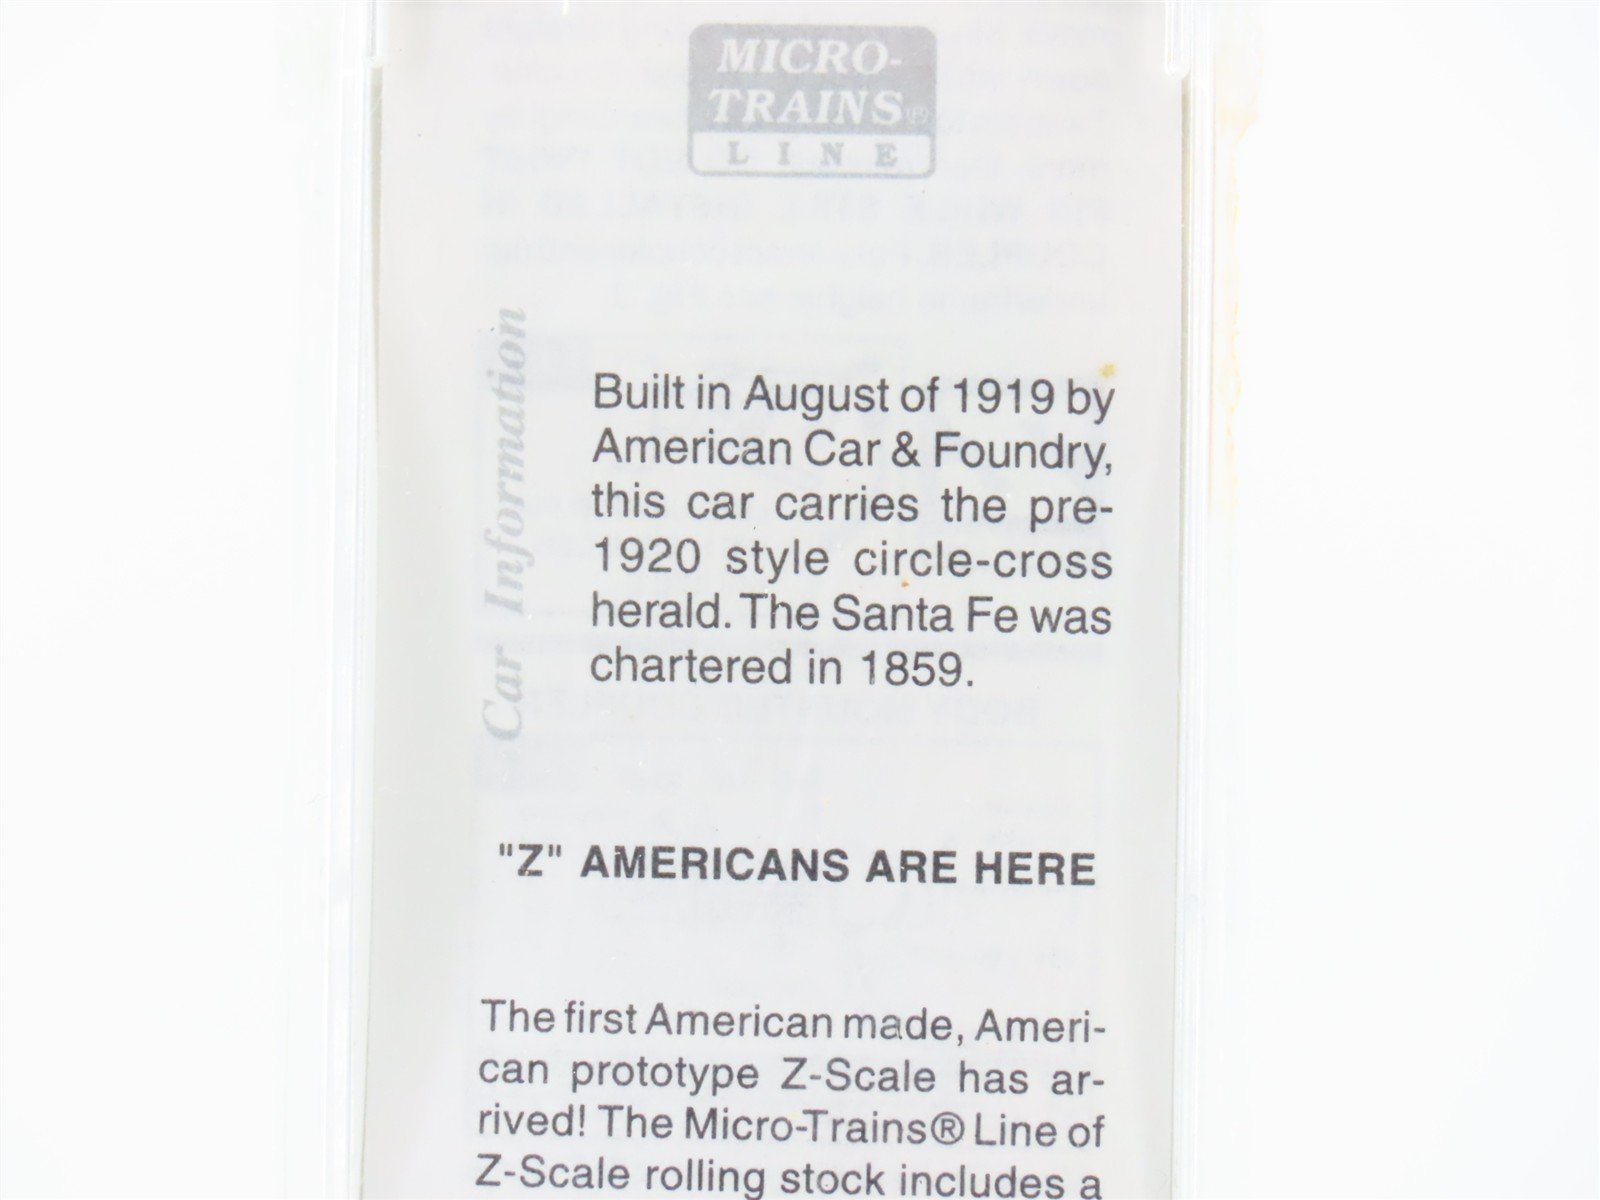 MICRO-
TRAINS®
LINE
Car Information
Built in August of 1919 by
American Car & Foundry,
this car carries the pre-
1920 style circle-cross
herald. The Santa Fe was
chartered in 1859.
"Z" AMERICANS ARE HERE
The first American made, Ameri-
can prototype Z-Scale has ar-
rived! The Micro-Trains® Line of
Z-Scale rolling stock includes a